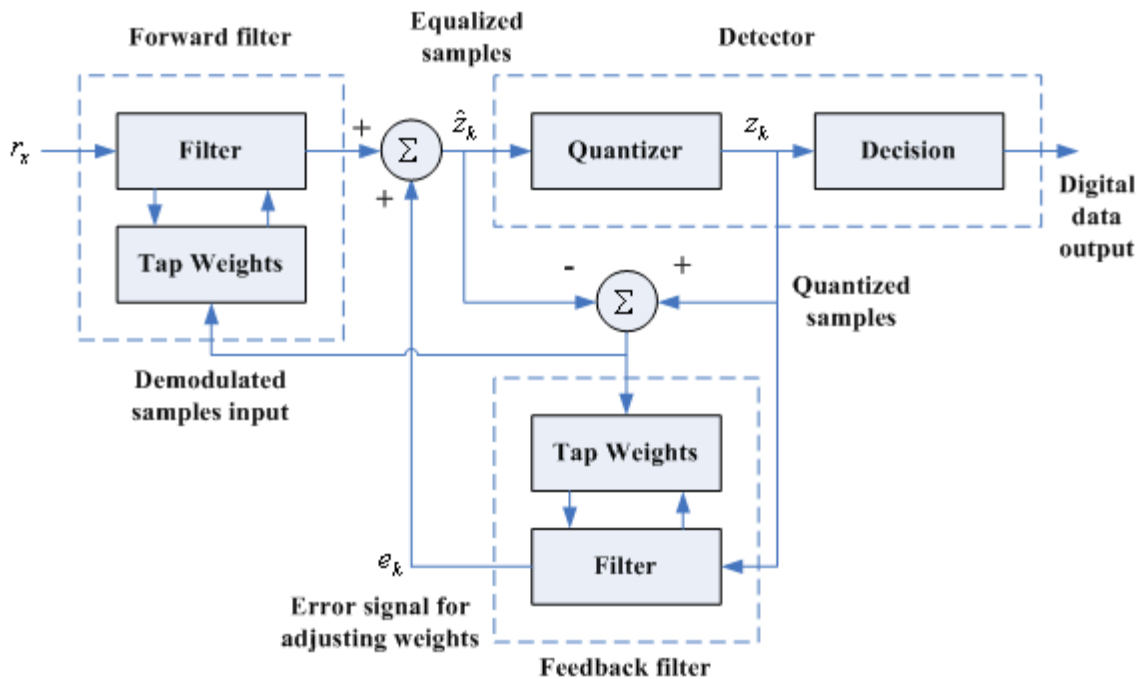 Forward filter
Equalized
samples
Detector
r_x
Filter
Tap Weights
+
Σ
+
ẑ_k
Quantizer
z_k
Decision
Digital
data
output
-
Σ
+
Quantized
samples
Demodulated
samples input
Tap Weights
Filter
e_k
Error signal for
adjusting weights
Feedback filter